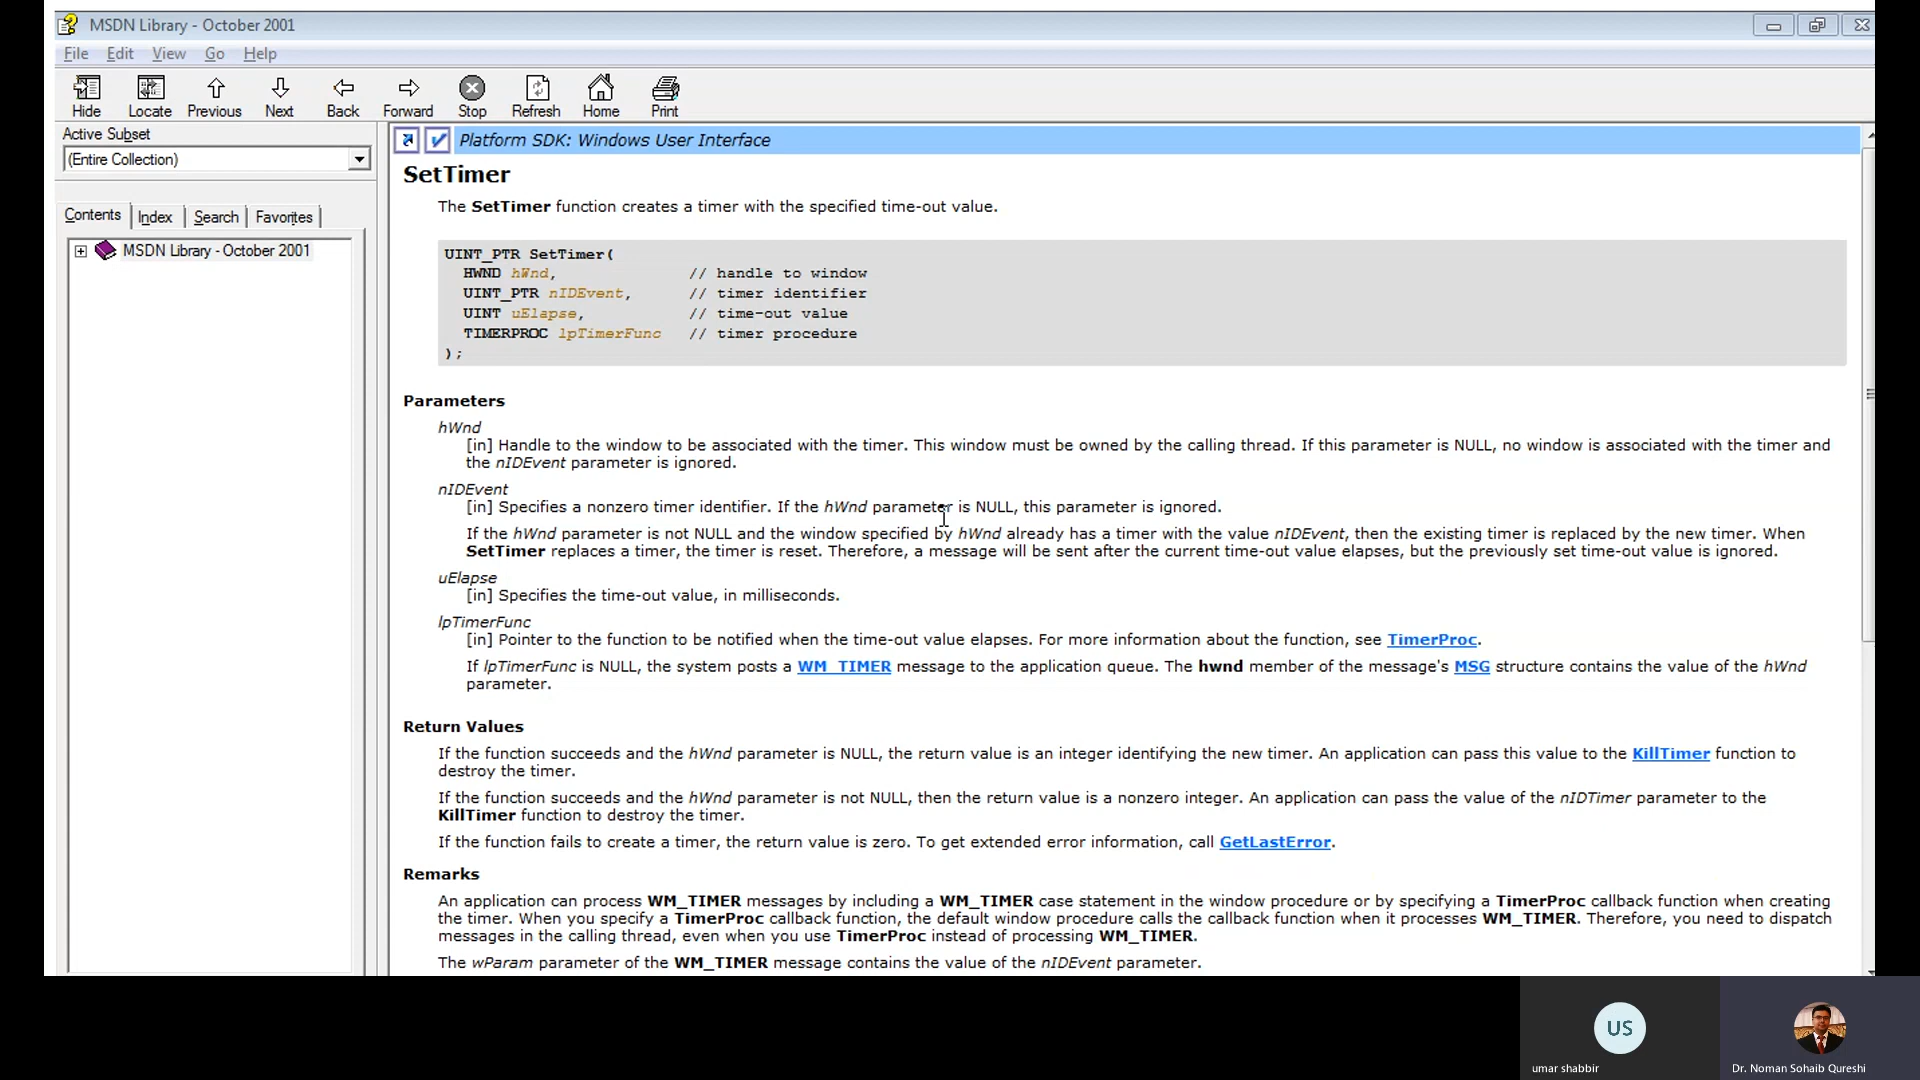 MSDN Library - October 2001
File Edit View Go Help
Hide Locate Previous Next Back Forward Stop Refresh Home Print
Active Subset
(Entire Collection)
Contents Index Search Favorites
MSDN Library - October 2001
Platform SDK: Windows User Interface
SetTimer
The SetTimer function creates a timer with the specified time-out value.
UINT_PTR SetTimer(
HWND hWnd, // handle to window
UINT_PTR nIDEvent, // timer identifier
UINT uElapse, // time-out value
TIMERPROC lpTimerFunc // timer procedure
);
Parameters
hWnd
[in] Handle to the window to be associated with the timer. This window must be owned by the calling thread. If this parameter is NULL, no window is associated with the timer and
the nIDEvent parameter is ignored.
nIDEvent
[in] Specifies a nonzero timer identifier. If the hWnd parameter is NULL, this parameter is ignored.
If the hWnd parameter is not NULL and the window specified by hWnd already has a timer with the value nIDEvent, then the existing timer is replaced by the new timer. When
SetTimer replaces a timer, the timer is reset. Therefore, a message will be sent after the current time-out value elapses, but the previously set time-out value is ignored.
uElapse
[in] Specifies the time-out value, in milliseconds.
lpTimerFunc
[in] Pointer to the function to be notified when the time-out value elapses. For more information about the function, see TimerProc.
If lpTimerFunc is NULL, the system posts a WM_TIMER message to the application queue. The hwnd member of the message's MSG structure contains the value of the hWnd
parameter.
Return Values
If the function succeeds and the hWnd parameter is NULL, the return value is an integer identifying the new timer. An application can pass this value to the KillTimer function to
destroy the timer.
If the function succeeds and the hWnd parameter is not NULL, then the return value is a nonzero integer. An application can pass the value of the nIDTimer parameter to the
KillTimer function to destroy the timer.
If the function fails to create a timer, the return value is zero. To get extended error information, call GetLastError.
Remarks
An application can process WM_TIMER messages by including a WM_TIMER case statement in the window procedure or by specifying a TimerProc callback function when creating
the timer. When you specify a TimerProc callback function, the default window procedure calls the callback function when it processes WM_TIMER. Therefore, you need to dispatch
messages in the calling thread, even when you use TimerProc instead of processing WM_TIMER.
The wParam parameter of the WM_TIMER message contains the value of the nIDEvent parameter.
US
umar shabbir
Dr. Noman Sohaib Qureshi